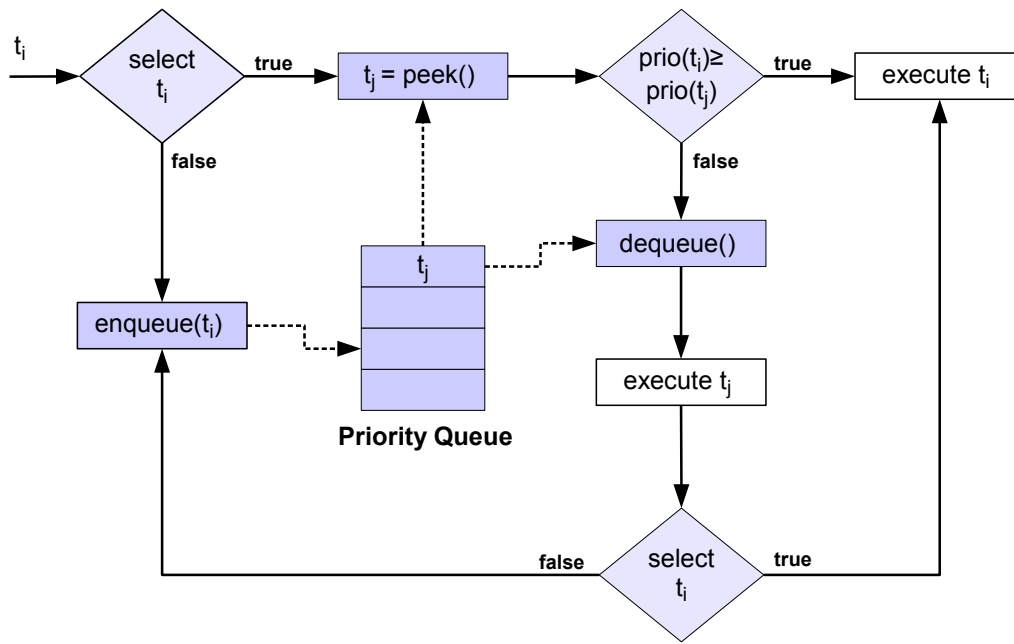 tᵢ
select
tᵢ
true
tⱼ = peek()
prio(tᵢ)≥
prio(tⱼ)
true
execute tᵢ
false
false
tⱼ
dequeue()
enqueue(tᵢ)
execute tⱼ
Priority Queue
false
select
tᵢ
true